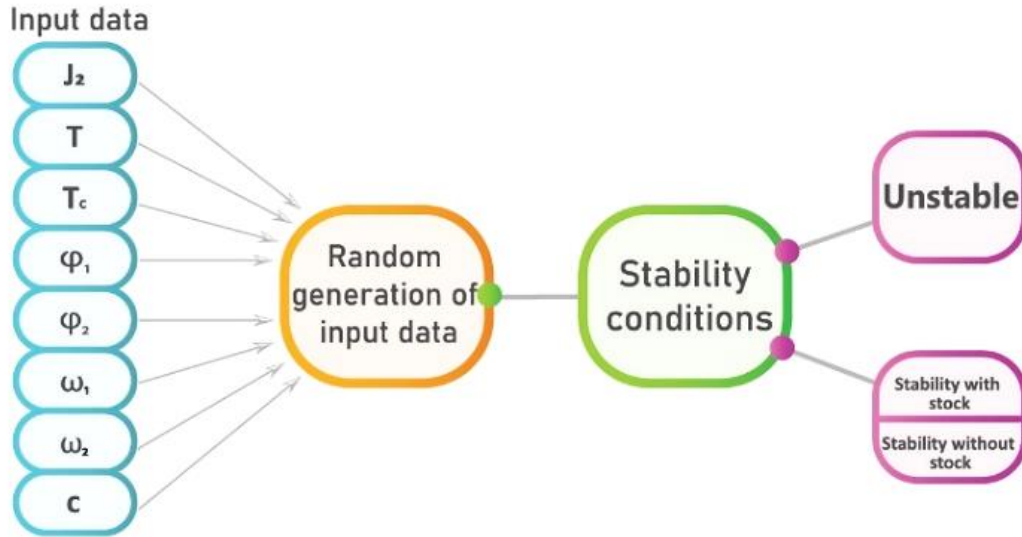 Input data
J₂
T
T꜀
φ₁
φ₂
ω₁
ω₂
c
Random
generation of
input data
Stability
conditions
Unstable
Stability with
stock
Stability without
stock